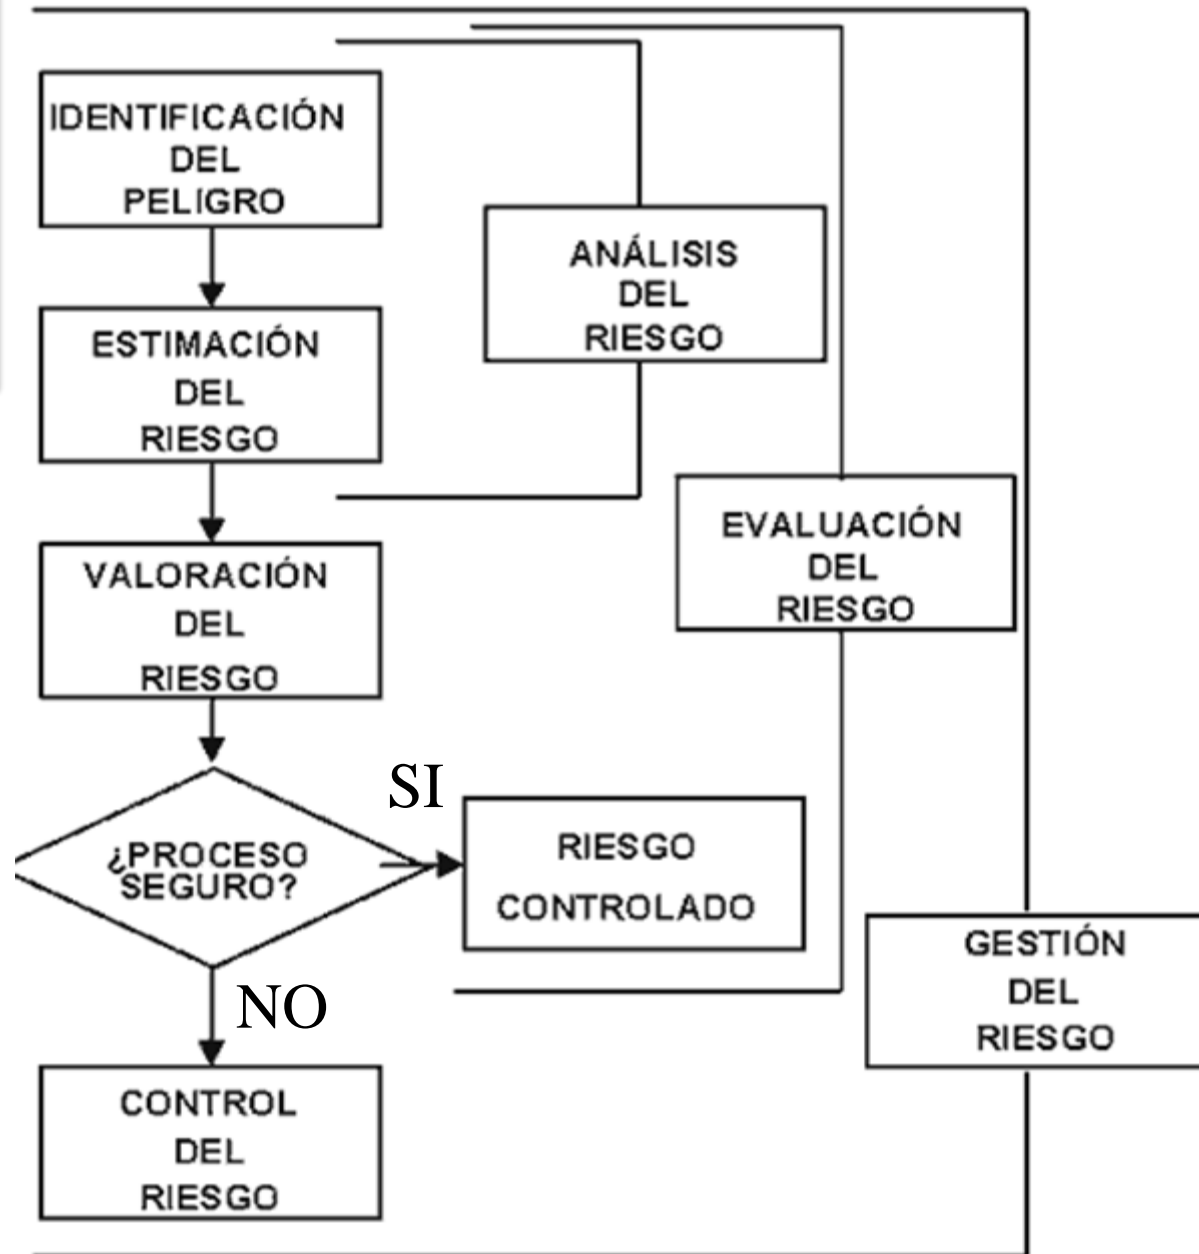 IDENTIFICACIÓN
DEL
PELIGRO
ANÁLISIS
DEL
RIESGO
ESTIMACIÓN
DEL
RIESGO
EVALUACIÓN
DEL
RIESGO
VALORACIÓN
DEL
RIESGO
SI
¿PROCESO
SEGURO?
RIESGO
CONTROLADO
GESTIÓN
DEL
RIESGO
NO
CONTROL
DEL
RIESGO